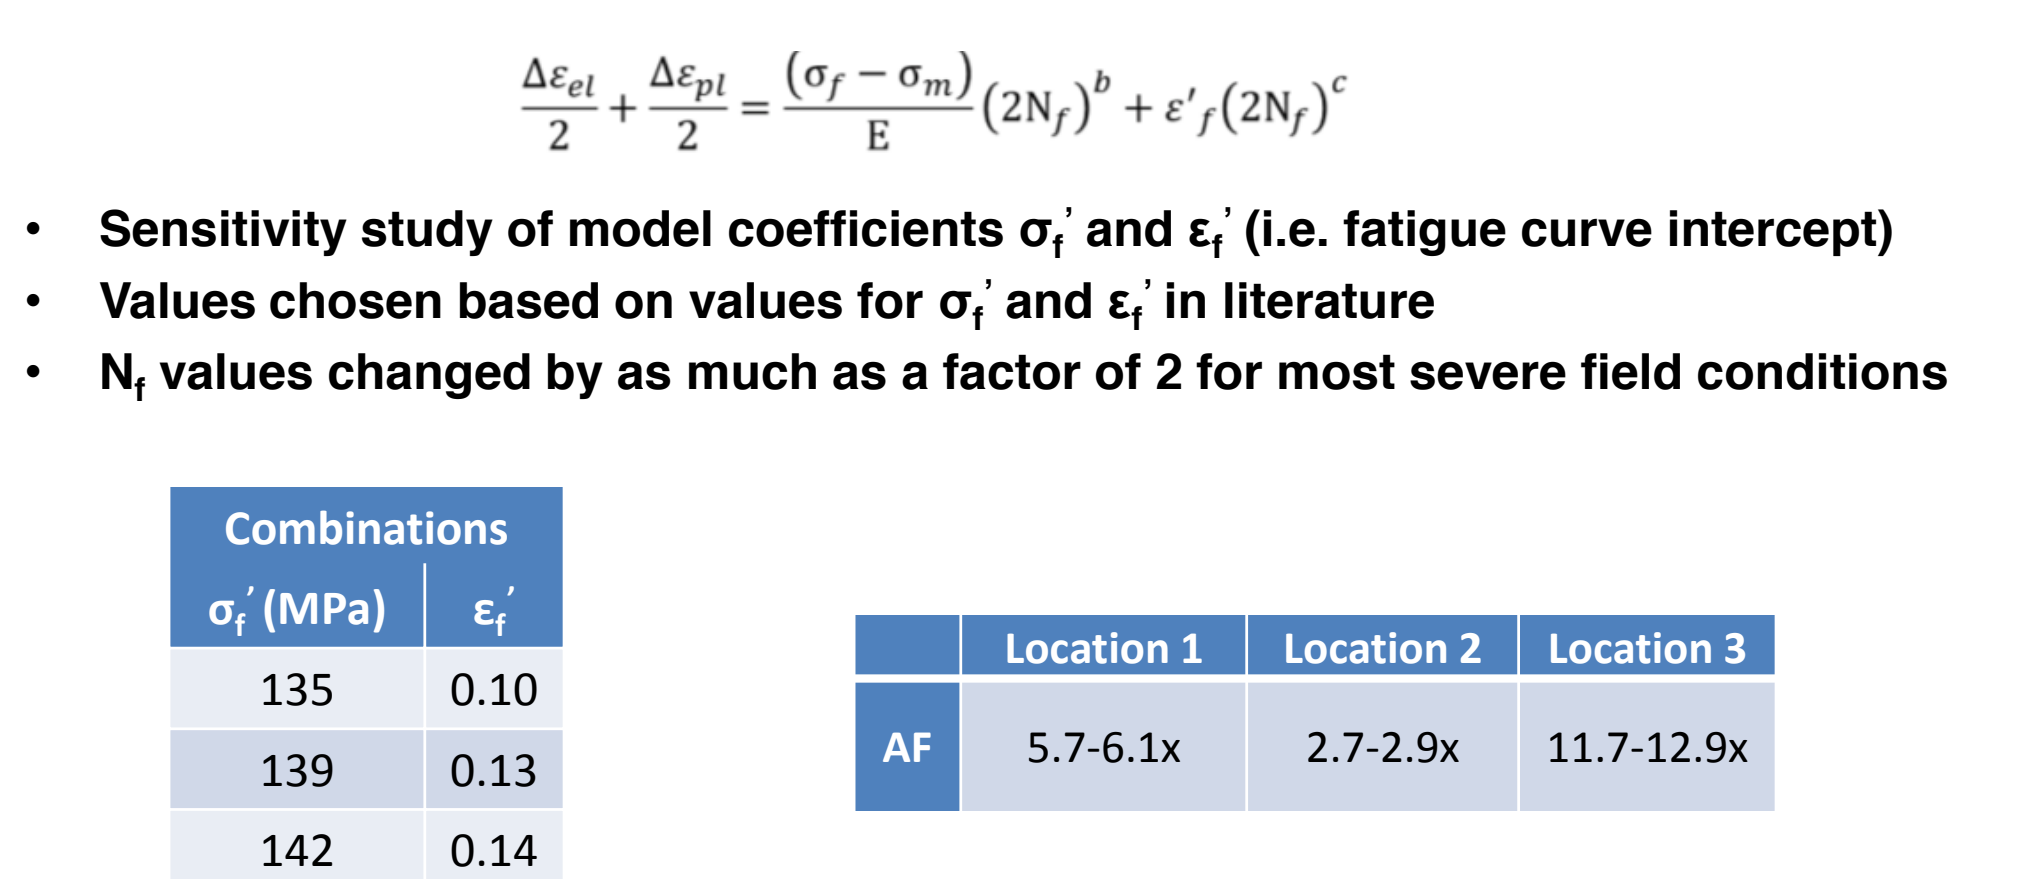 Δε_el/2 + Δε_pl/2 = (σ_f − σ_m)/E (2N_f)^b + ε'_f(2N_f)^c
• Sensitivity study of model coefficients σf’ and εf’ (i.e. fatigue curve intercept)
• Values chosen based on values for σf’ and εf’ in literature
• Nf values changed by as much as a factor of 2 for most severe field conditions
Combinations
σf’ (MPa) εf’
135 0.10
139 0.13
142 0.14
Location 1 Location 2 Location 3
AF 5.7-6.1x 2.7-2.9x 11.7-12.9x